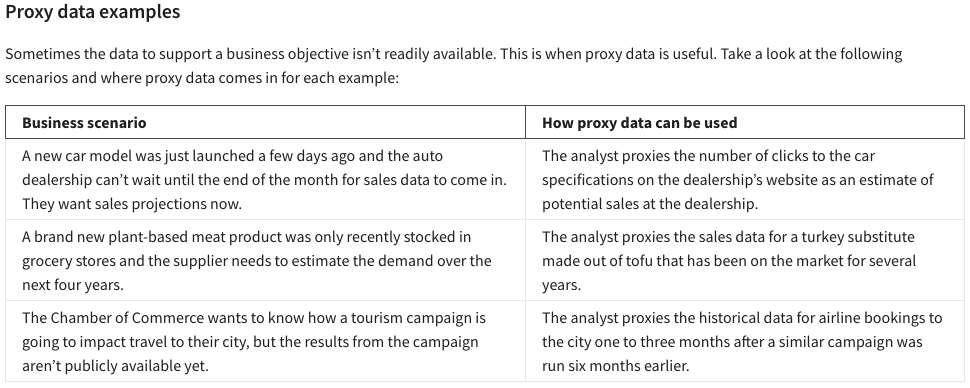 Proxy data examples
Sometimes the data to support a business objective isn’t readily available. This is when proxy data is useful. Take a look at the following
scenarios and where proxy data comes in for each example:
Business scenario
How proxy data can be used
A new car model was just launched a few days ago and the auto
dealership can’t wait until the end of the month for sales data to come in.
They want sales projections now.
The analyst proxies the number of clicks to the car
specifications on the dealership’s website as an estimate of
potential sales at the dealership.
A brand new plant-based meat product was only recently stocked in
grocery stores and the supplier needs to estimate the demand over the
next four years.
The analyst proxies the sales data for a turkey substitute
made out of tofu that has been on the market for several
years.
The Chamber of Commerce wants to know how a tourism campaign is
going to impact travel to their city, but the results from the campaign
aren’t publicly available yet.
The analyst proxies the historical data for airline bookings to
the city one to three months after a similar campaign was
run six months earlier.